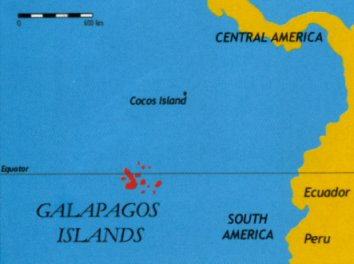 0 600 km
CENTRAL AMERICA
Cocos Island
Equator
Ecuador
GALAPAGOS
ISLANDS
SOUTH
AMERICA
Peru